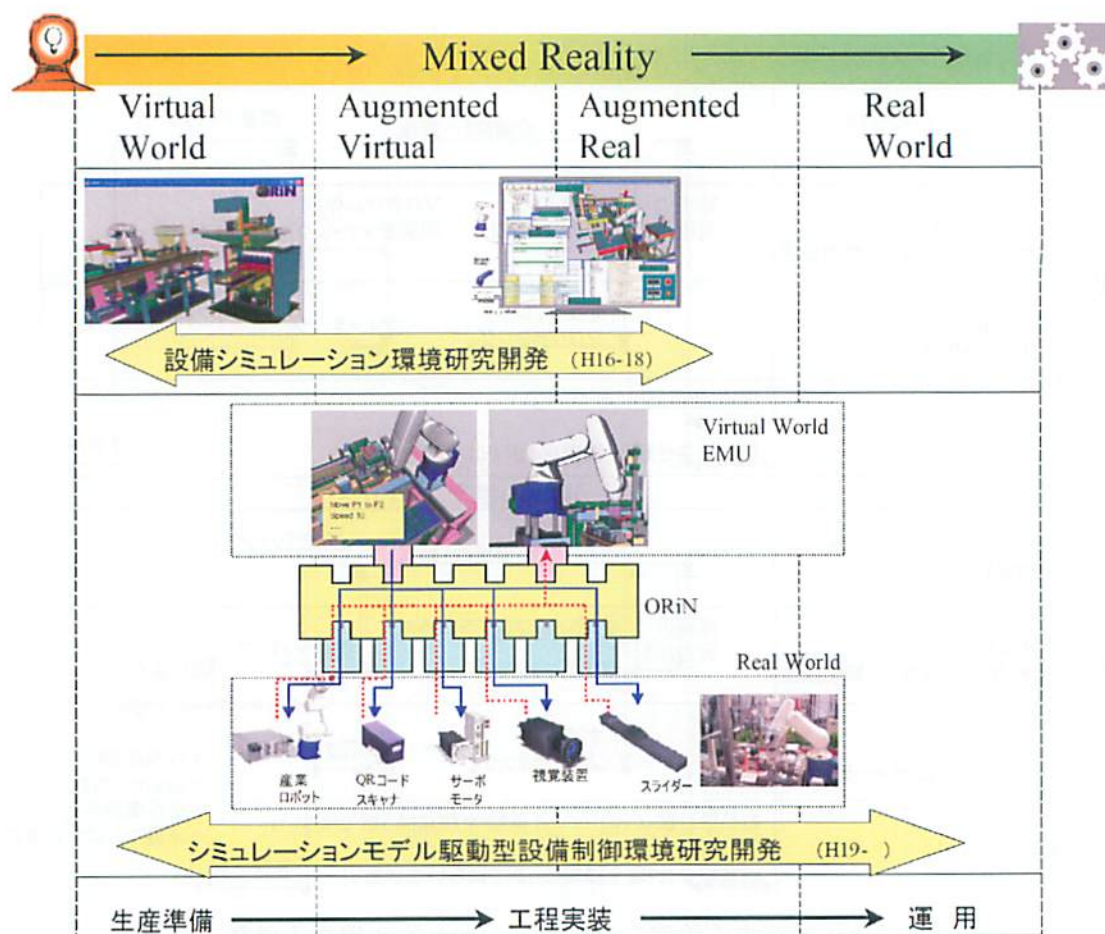 Mixed Reality
Virtual
World
Augmented
Virtual
Augmented
Real
Real
World
ORiN
設備シミュレーション環境研究開発 (H16-18)
Virtual World
EMU
Move P1 to P2
Speed 10
ORiN
Real World
産業
ロボット
QRコード
スキャナ
サーボ
モータ
視覚装置
スライダー
シミュレーションモデル駆動型設備制御環境研究開発 (H19- )
生産準備 工程実装 運 用